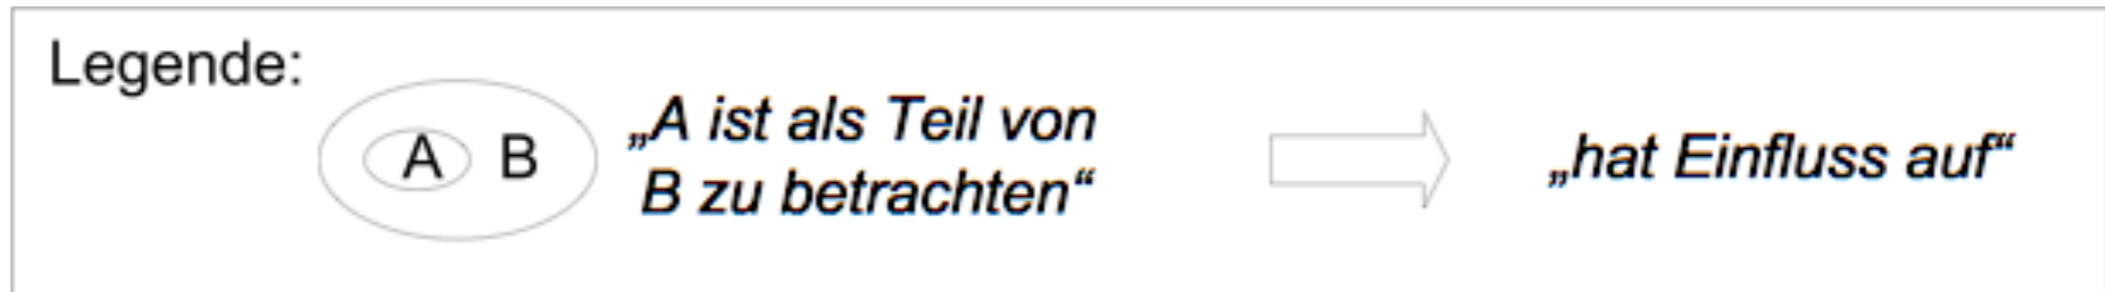 Legende:
A B
„A ist als Teil von
B zu betrachten“
„hat Einfluss auf“